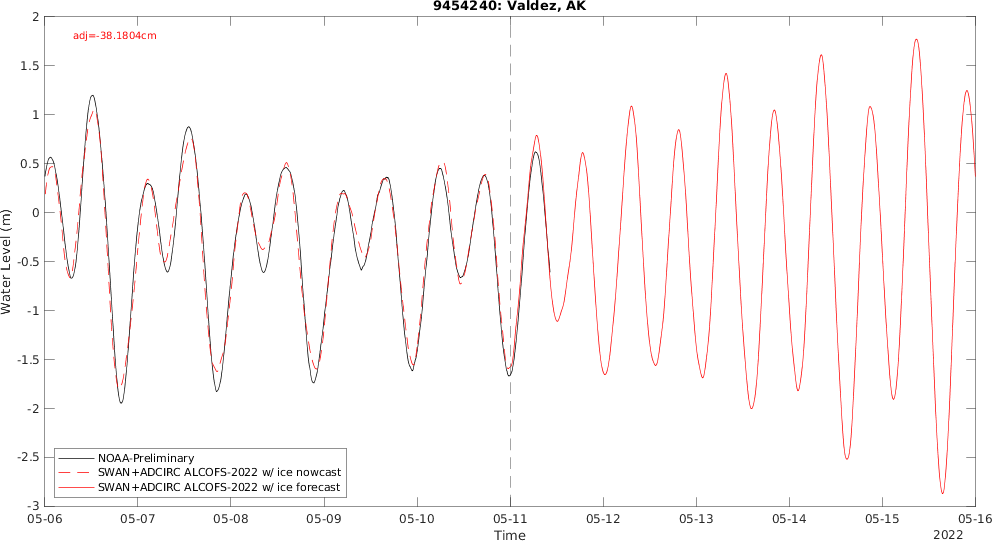 9454240: Valdez, AK
adj=-38.1804cm
2
1.5
1
0.5
0
-0.5
-1
-1.5
-2
-2.5
-3
Water Level (m)
NOAA-Preliminary
SWAN+ADCIRC ALCOFS-2022 w/ ice nowcast
SWAN+ADCIRC ALCOFS-2022 w/ ice forecast
05-06 05-07 05-08 05-09 05-10 05-11 05-12 05-13 05-14 05-15 05-16
Time
2022